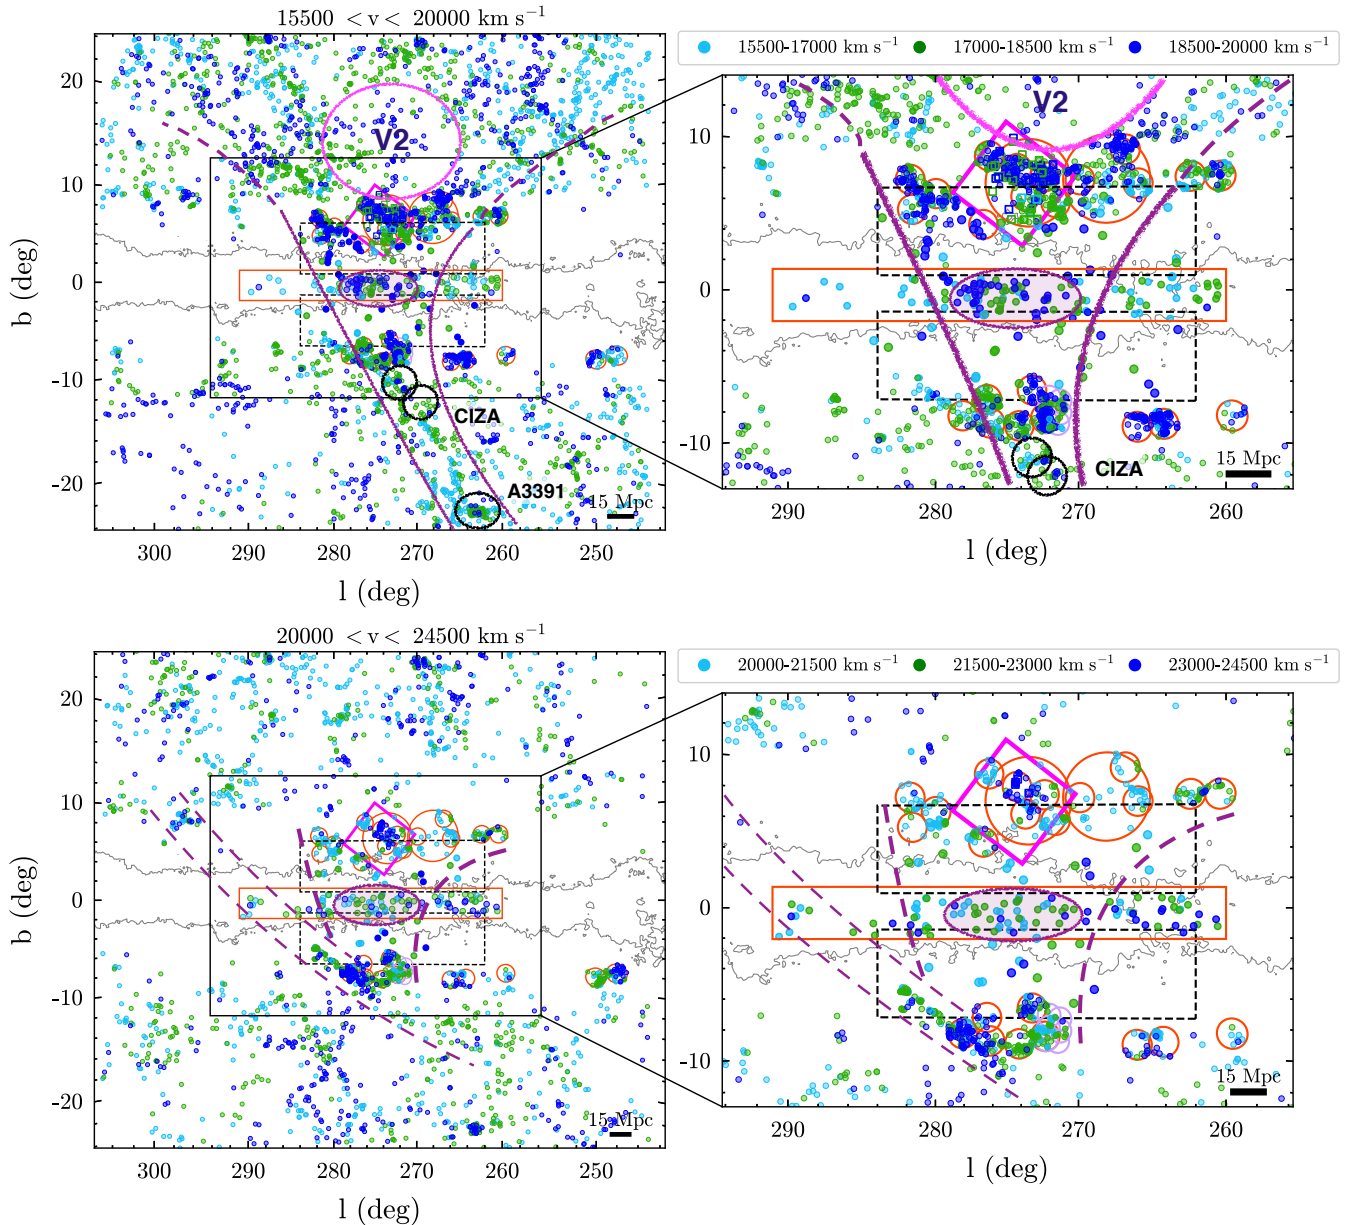 15500 < v < 20000 km s⁻¹
15500-17000 km s⁻¹ 17000-18500 km s⁻¹ 18500-20000 km s⁻¹
20
10
0
-10
-20
b (deg)
V2
CIZA
A3391
15 Mpc
300 290 280 270 260 250
l (deg)
10
0
-10
V2
CIZA
15 Mpc
290 280 270 260
l (deg)
20000 < v < 24500 km s⁻¹
20000-21500 km s⁻¹ 21500-23000 km s⁻¹ 23000-24500 km s⁻¹
20
10
0
-10
-20
b (deg)
15 Mpc
300 290 280 270 260 250
l (deg)
10
0
-10
15 Mpc
290 280 270 260
l (deg)